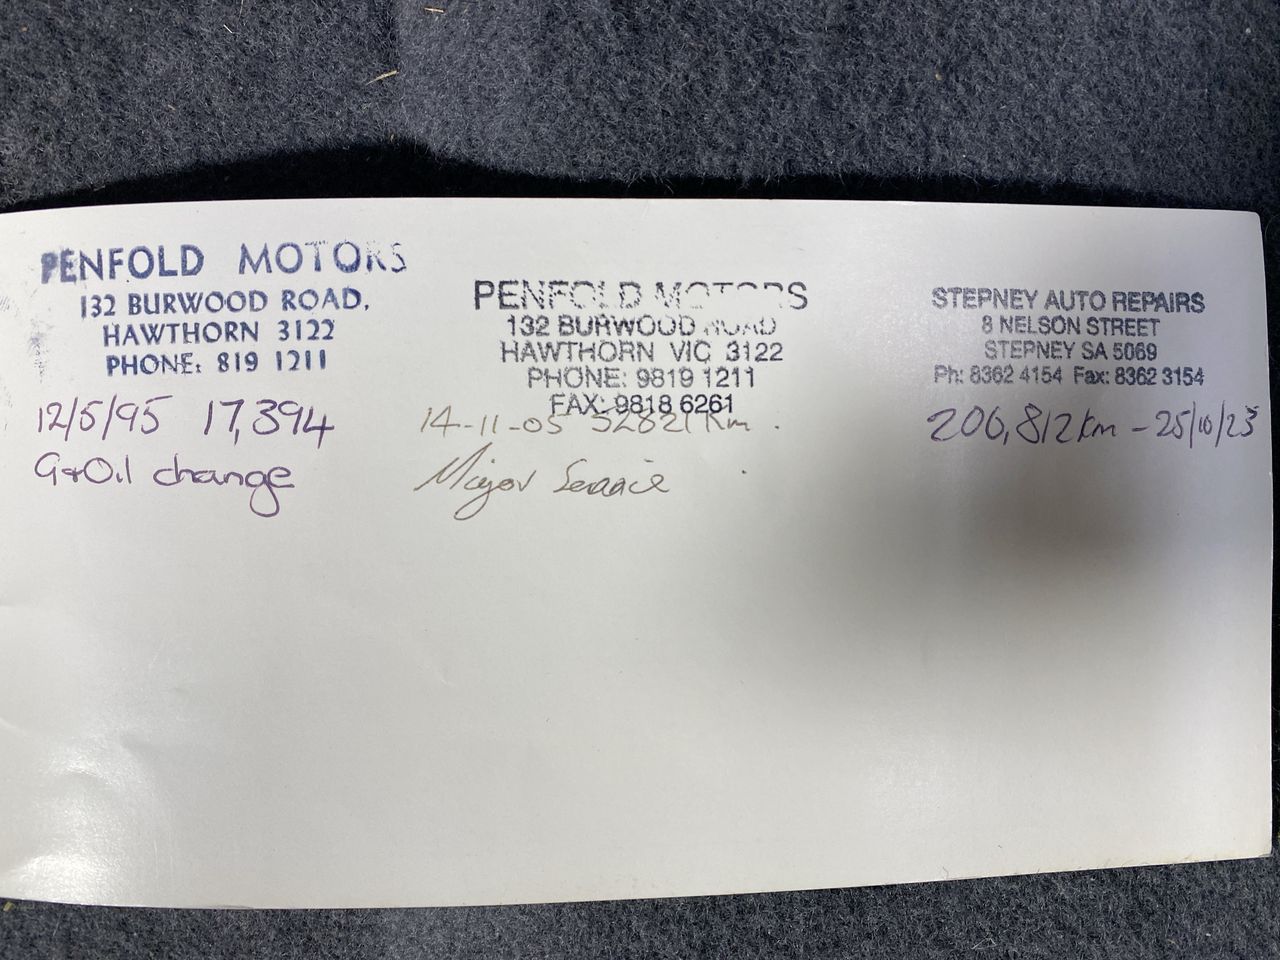 PENFOLD MOTORS
132 BURWOOD ROAD,
HAWTHORN 3122
PHONE: 819 1211
12/5/95 17,394
G+Oil change
PENFOLD MOTORS
132 BURWOOD ROAD
HAWTHORN VIC 3122
PHONE: 9819 1211
FAX: 9818 6261
14-11-05 52821 Km .
Major Service
STEPNEY AUTO REPAIRS
8 NELSON STREET
STEPNEY SA 5069
Ph: 8362 4154 Fax: 8362 3154
206,812km - 25/10/23